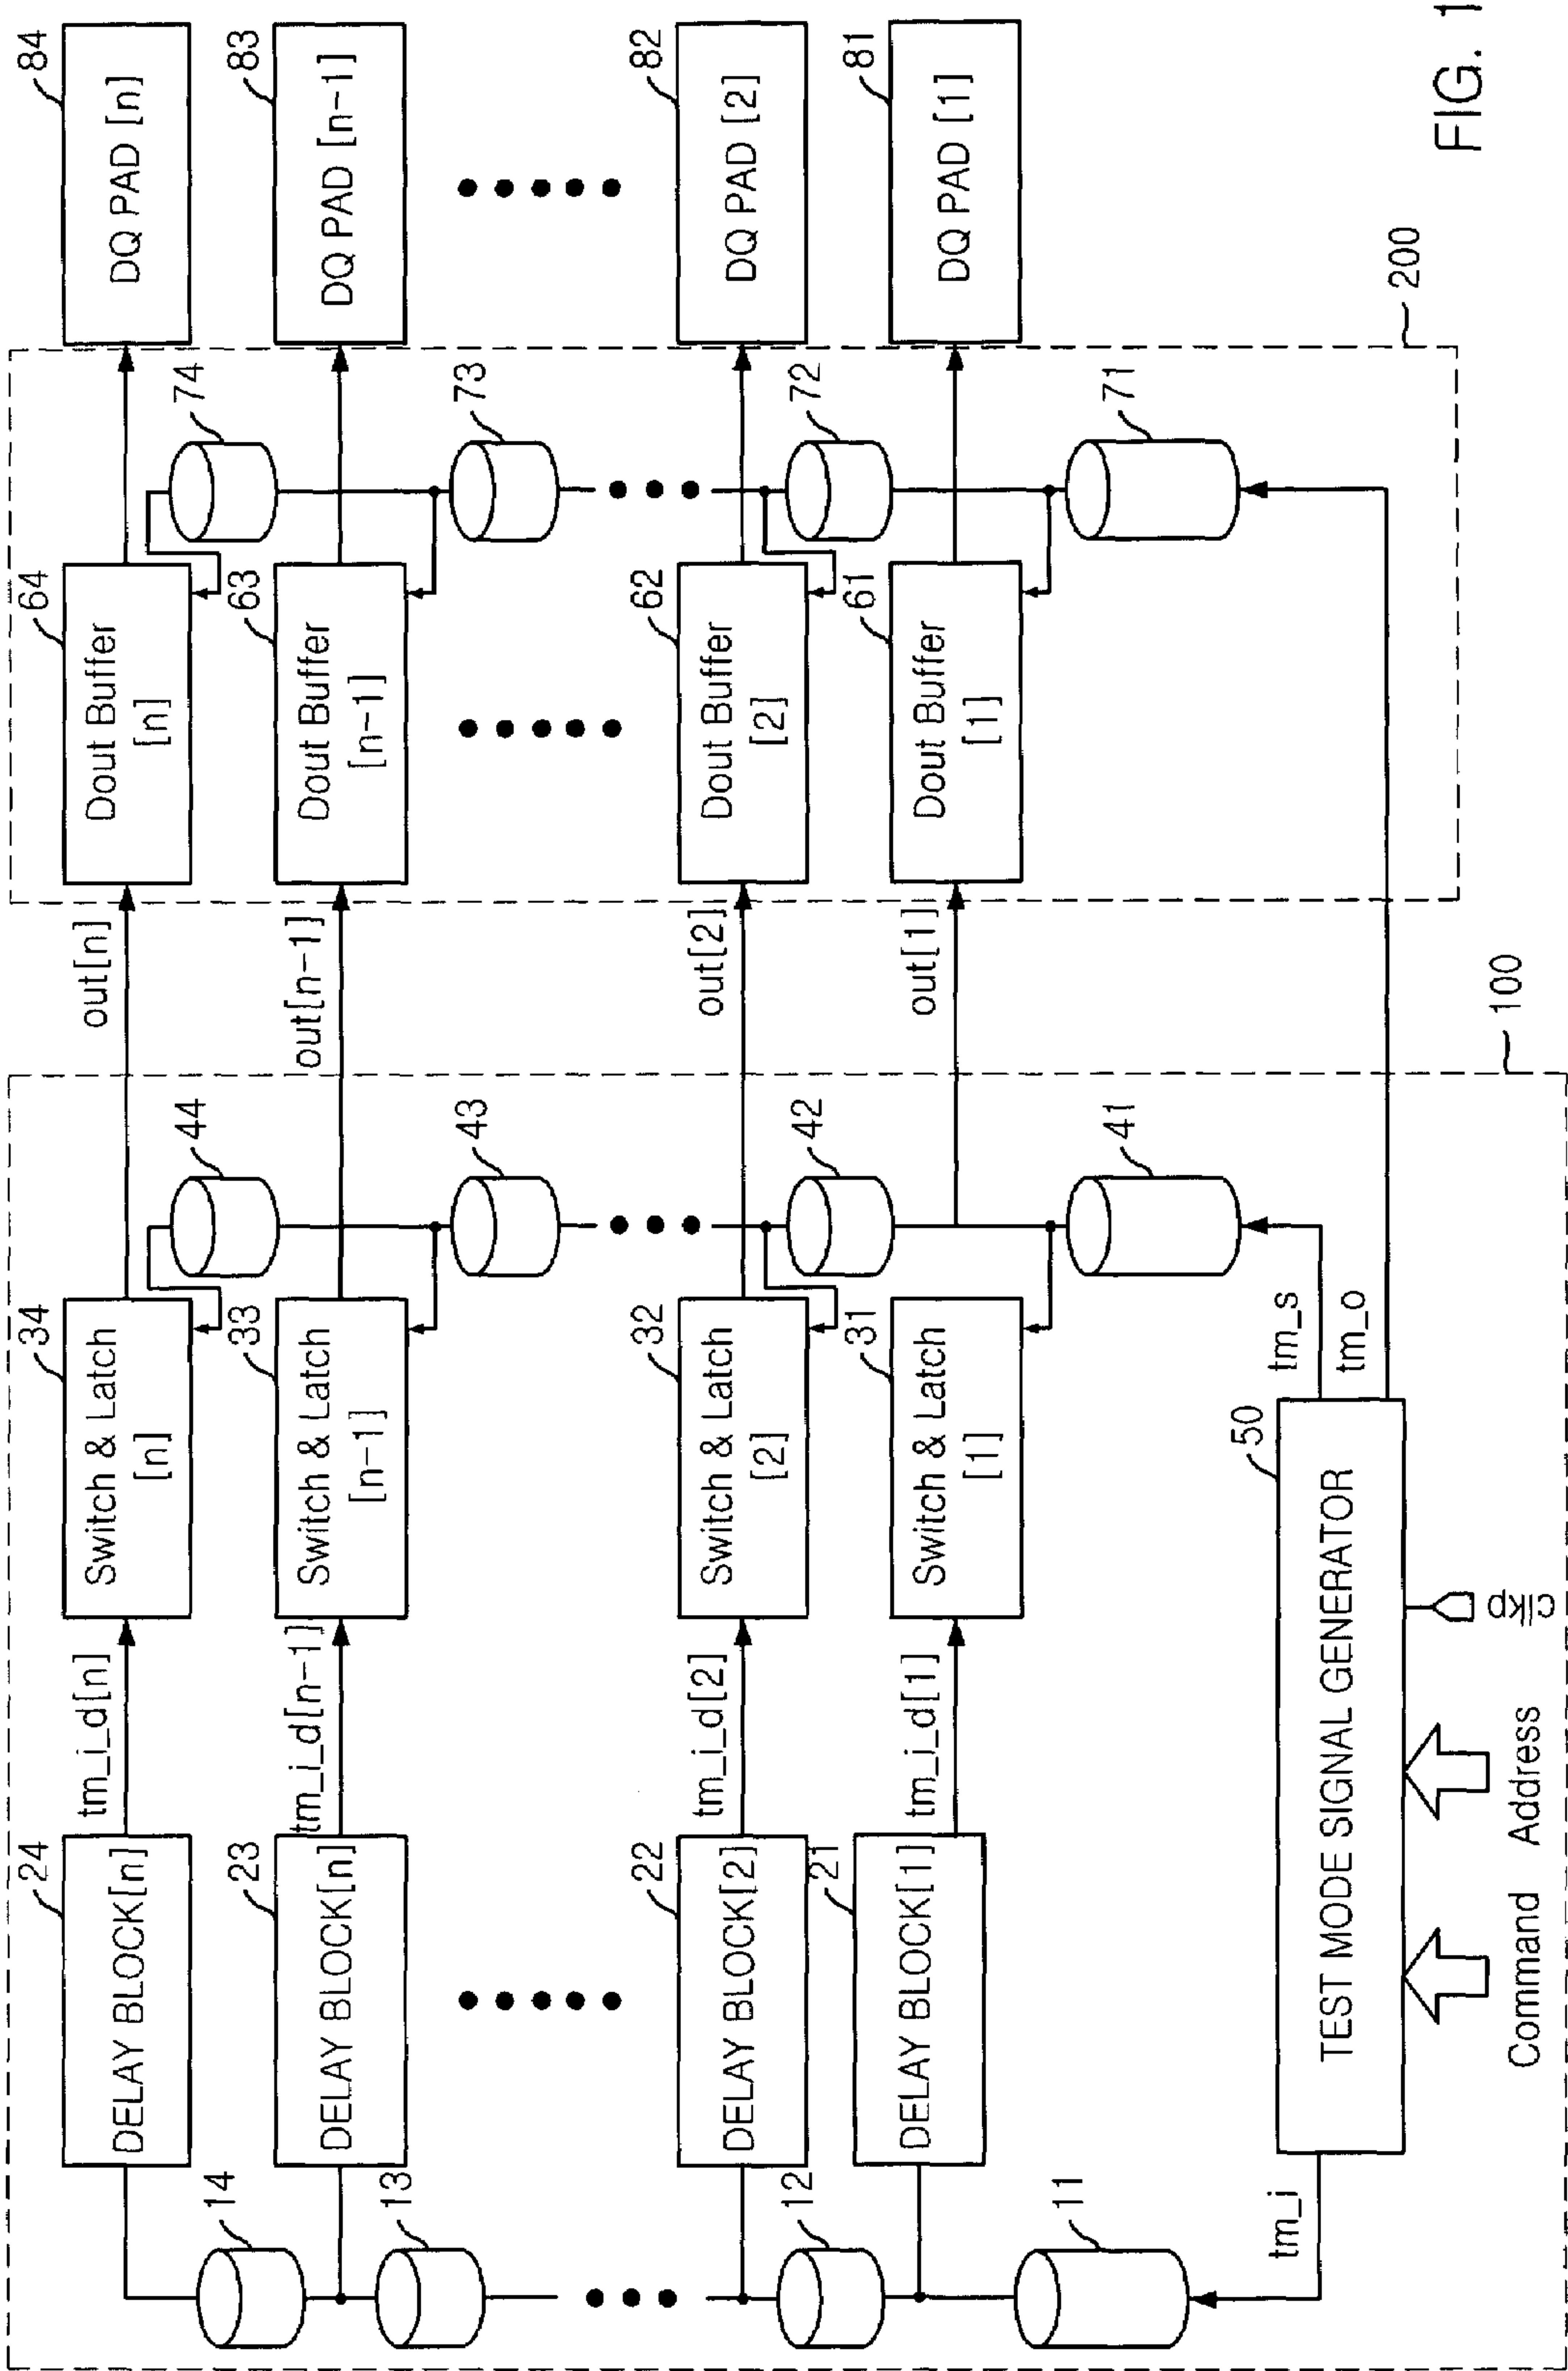 24
tm_i_d[n]
34
out[n]
64
84
DELAY BLOCK[n]
Switch & Latch
[n]
Dout Buffer
[n]
DQ PAD [n]
14
44
74
23
tm_i_d[n-1]
33
out[n-1]
63
83
DELAY BLOCK[n]
Switch & Latch
[n-1]
Dout Buffer
[n-1]
DQ PAD [n-1]
13
43
73
22
tm_i_d[2]
32
out[2]
62
82
DELAY BLOCK[2]
Switch & Latch
[2]
Dout Buffer
[2]
DQ PAD [2]
12
42
72
21
tm_i_d[1]
31
out[1]
61
81
DELAY BLOCK[1]
Switch & Latch
[1]
Dout Buffer
[1]
DQ PAD [1]
11
41
71
tm_i
50
tm_s
TEST MODE SIGNAL GENERATOR
tm_o
200
Command
Address
clkp
100
FIG. 1